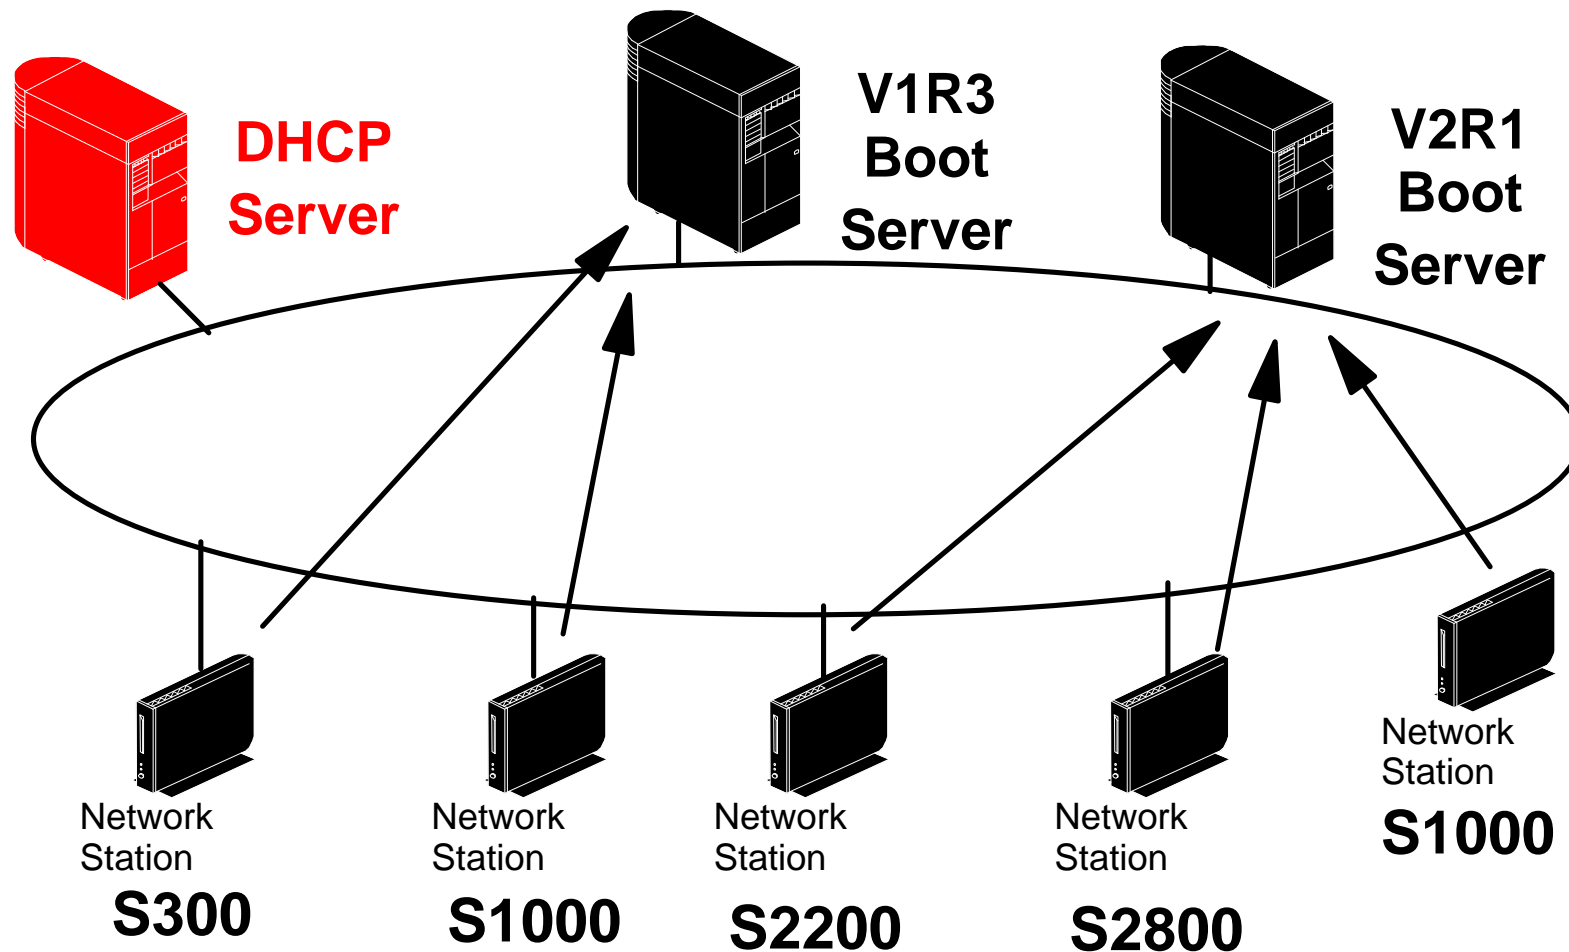 DHCP
Server
V1R3
Boot
Server
V2R1
Boot
Server
Network
Station
S300
Network
Station
S1000
Network
Station
S2200
Network
Station
S2800
Network
Station
S1000